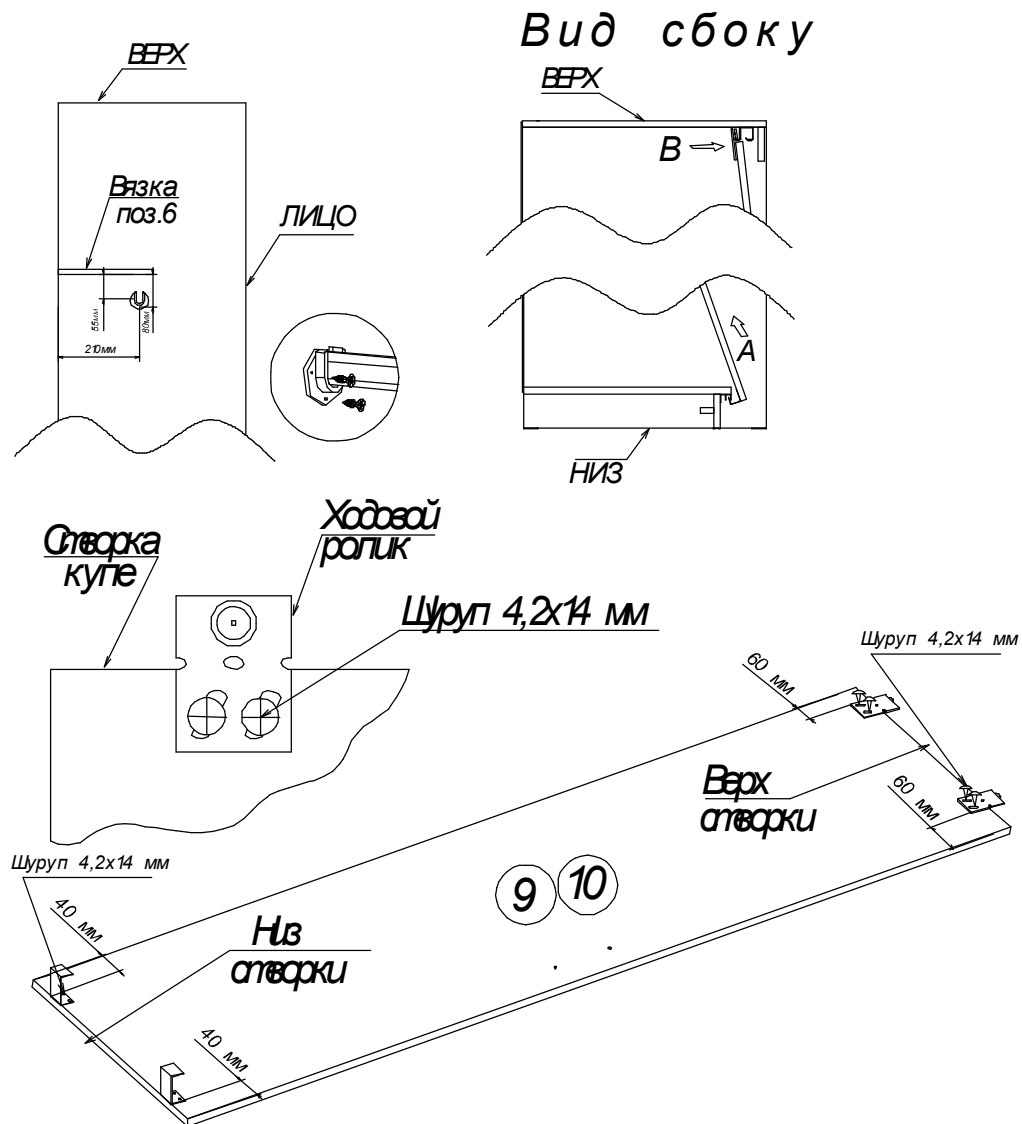 Вид сбоку
ВЕРХ
ВЕРХ
B
Вязка
поз.6
ЛИЦО
55мм
80мм
210мм
A
НИЗ
Створка
купе
Ходовой
ролик
Шуруп 4,2х14 мм
Шуруп 4,2х14 мм
60 мм
60 мм
Верх
створки
Шуруп 4,2х14 мм
9
10
40 мм
Низ
створки
40 мм